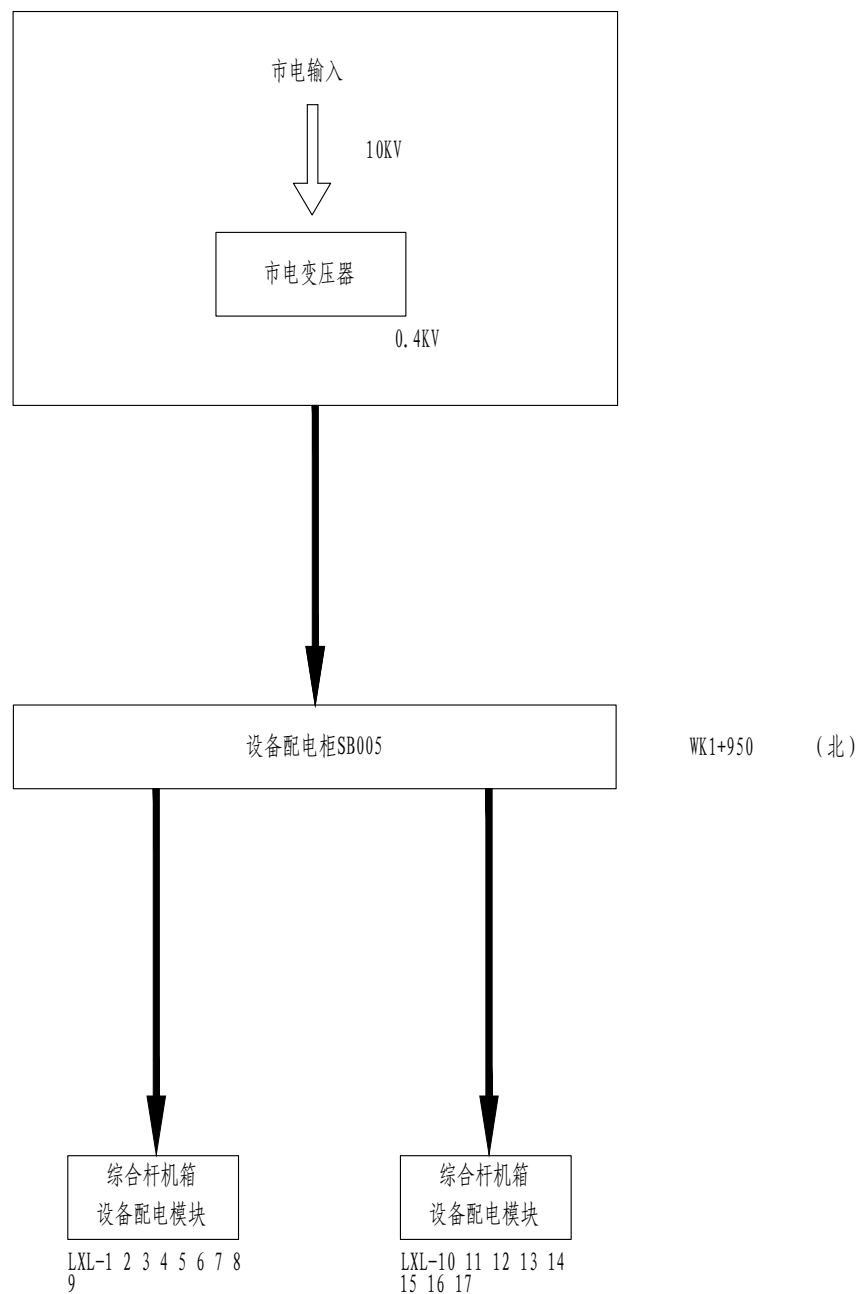 市电输入
10KV
市电变压器
0.4KV
设备配电柜SB005
WK1+950 (北)
综合杆机箱
设备配电模块
LXL-1 2 3 4 5 6 7 8
9
综合杆机箱
设备配电模块
LXL-10 11 12 13 14
15 16 17